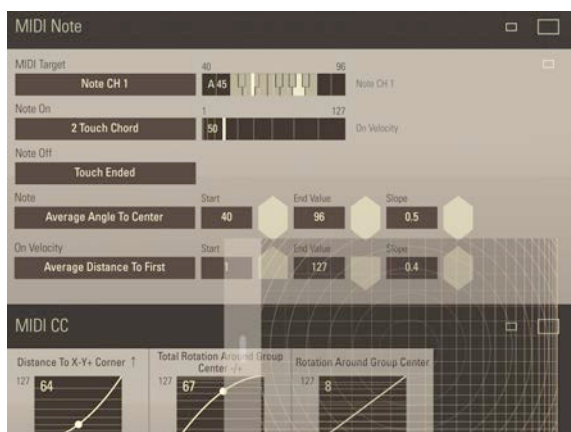 MIDI Note
MIDI Target
40 96
Note CH 1 A 45 Note CH 1
Note On
1 127
2 Touch Chord 50 On Velocity
Note Off
Touch Ended
Note Start End Value Slope
Average Angle To Center 40 96 0.5
On Velocity Start End Value Slope
Average Distance To First 1 127 0.4
MIDI CC
Distance To X-Y+ Corner ↑ Total Rotation Around Group Rotation Around Group Center
Center -/+
127 64 127 67 127 8